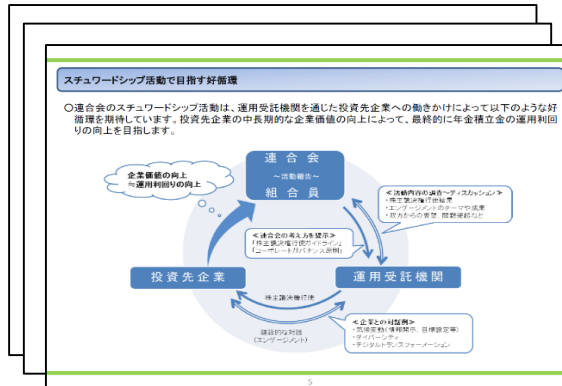 スチュワードシップ活動で目指す好循環
○連合会のスチュワードシップ活動は、運用受託機関を通じた投資先企業への働きかけによって以下のような好
循環を期待しています。投資先企業の中長期的な企業価値の向上によって、最終的に年金積立金の運用利回
りの向上を目指します。
連 合 会
～活動報告～
組 合 員
企業価値の向上
≒運用利回りの向上
≪活動内容の調査～ディスカッション≫
・株主議決権行使結果
・エンゲージメントのテーマや成果
・双方からの要望、問題提起など
≪連合会の考え方を提示≫
「株主議決権行使ガイドライン」
「コーポレートガバナンス原則」
投資先企業
運用受託機関
株主議決権行使
建設的な対話
(エンゲージメント)
≪企業との対話例≫
・気候変動(情報開示、目標設定等)
・ダイバーシティ
・デジタルトランスフォーメーション
5